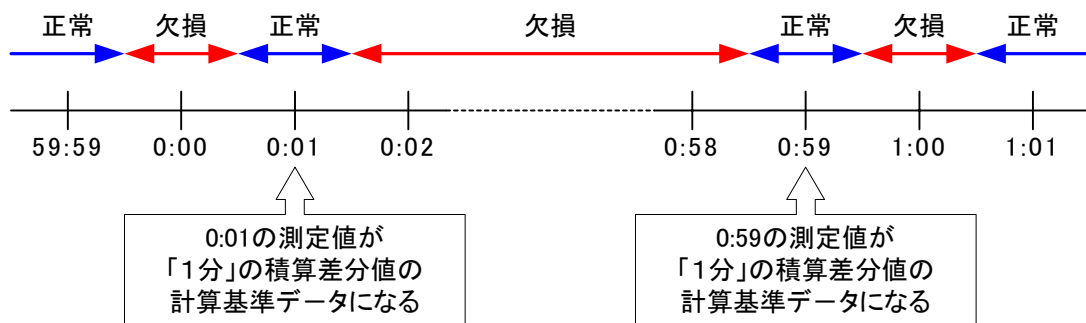 正常 欠損 正常 欠損 正常 欠損 正常
59:59 0:00 0:01 0:02 0:58 0:59 1:00 1:01
0:01の測定値が
「1分」の積算差分値の
計算基準データになる
0:59の測定値が
「1分」の積算差分値の
計算基準データになる